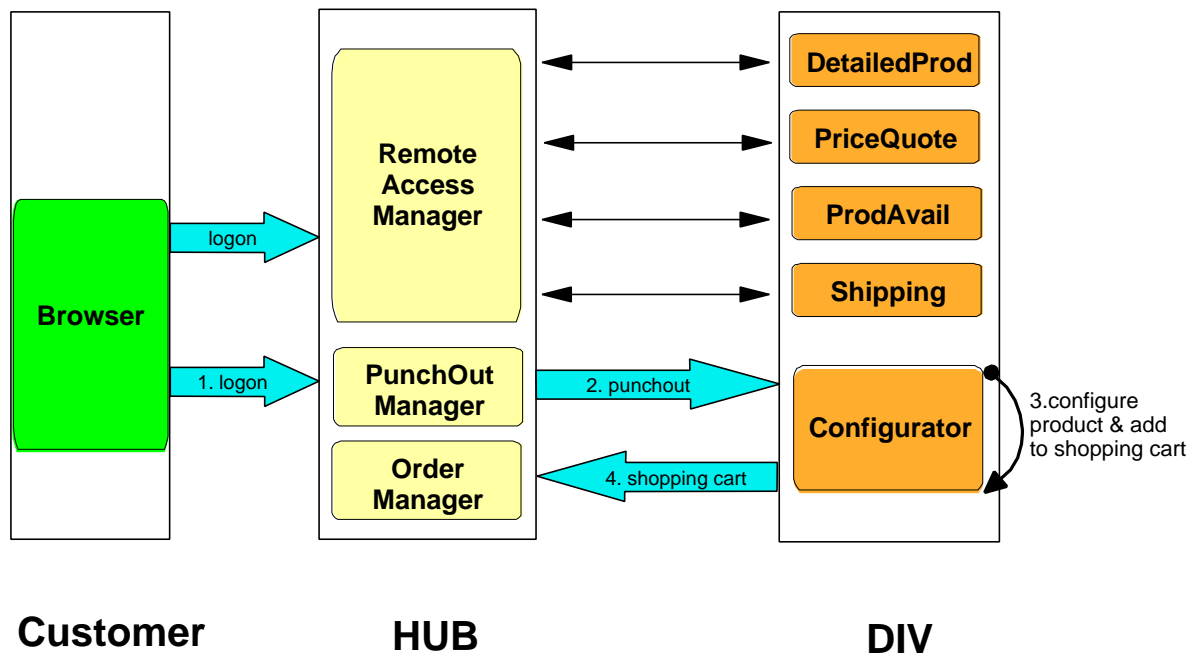 DetailedProd
PriceQuote
Remote
Access
Manager
ProdAvail
logon
Shipping
Browser
1. logon
PunchOut
Manager
2. punchout
Configurator
3.configure
product & add
to shopping cart
Order
Manager
4. shopping cart
Customer
HUB
DIV